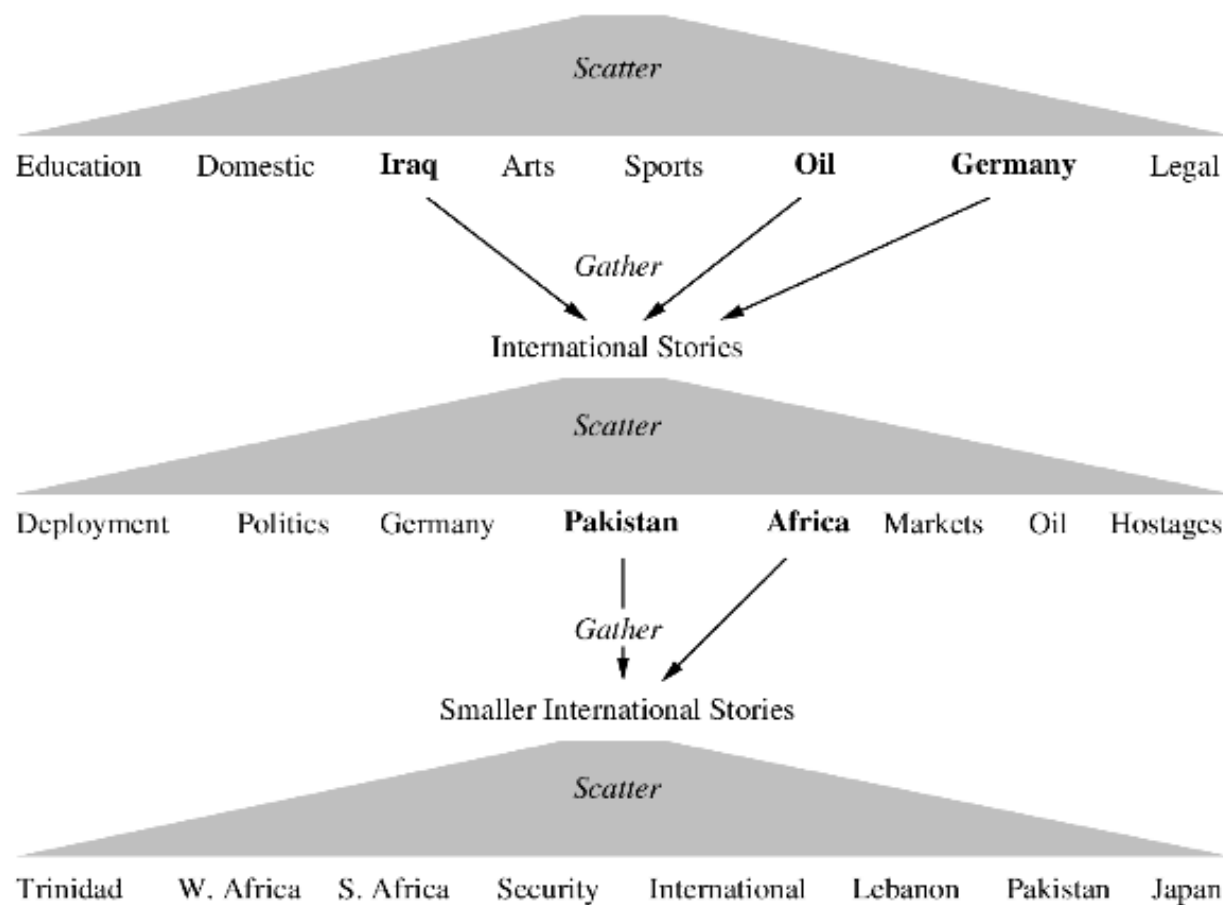 Scatter
Education Domestic Iraq Arts Sports Oil Germany Legal
Gather
International Stories
Scatter
Deployment Politics Germany Pakistan Africa Markets Oil Hostages
Gather
Smaller International Stories
Scatter
Trinidad W. Africa S. Africa Security International Lebanon Pakistan Japan